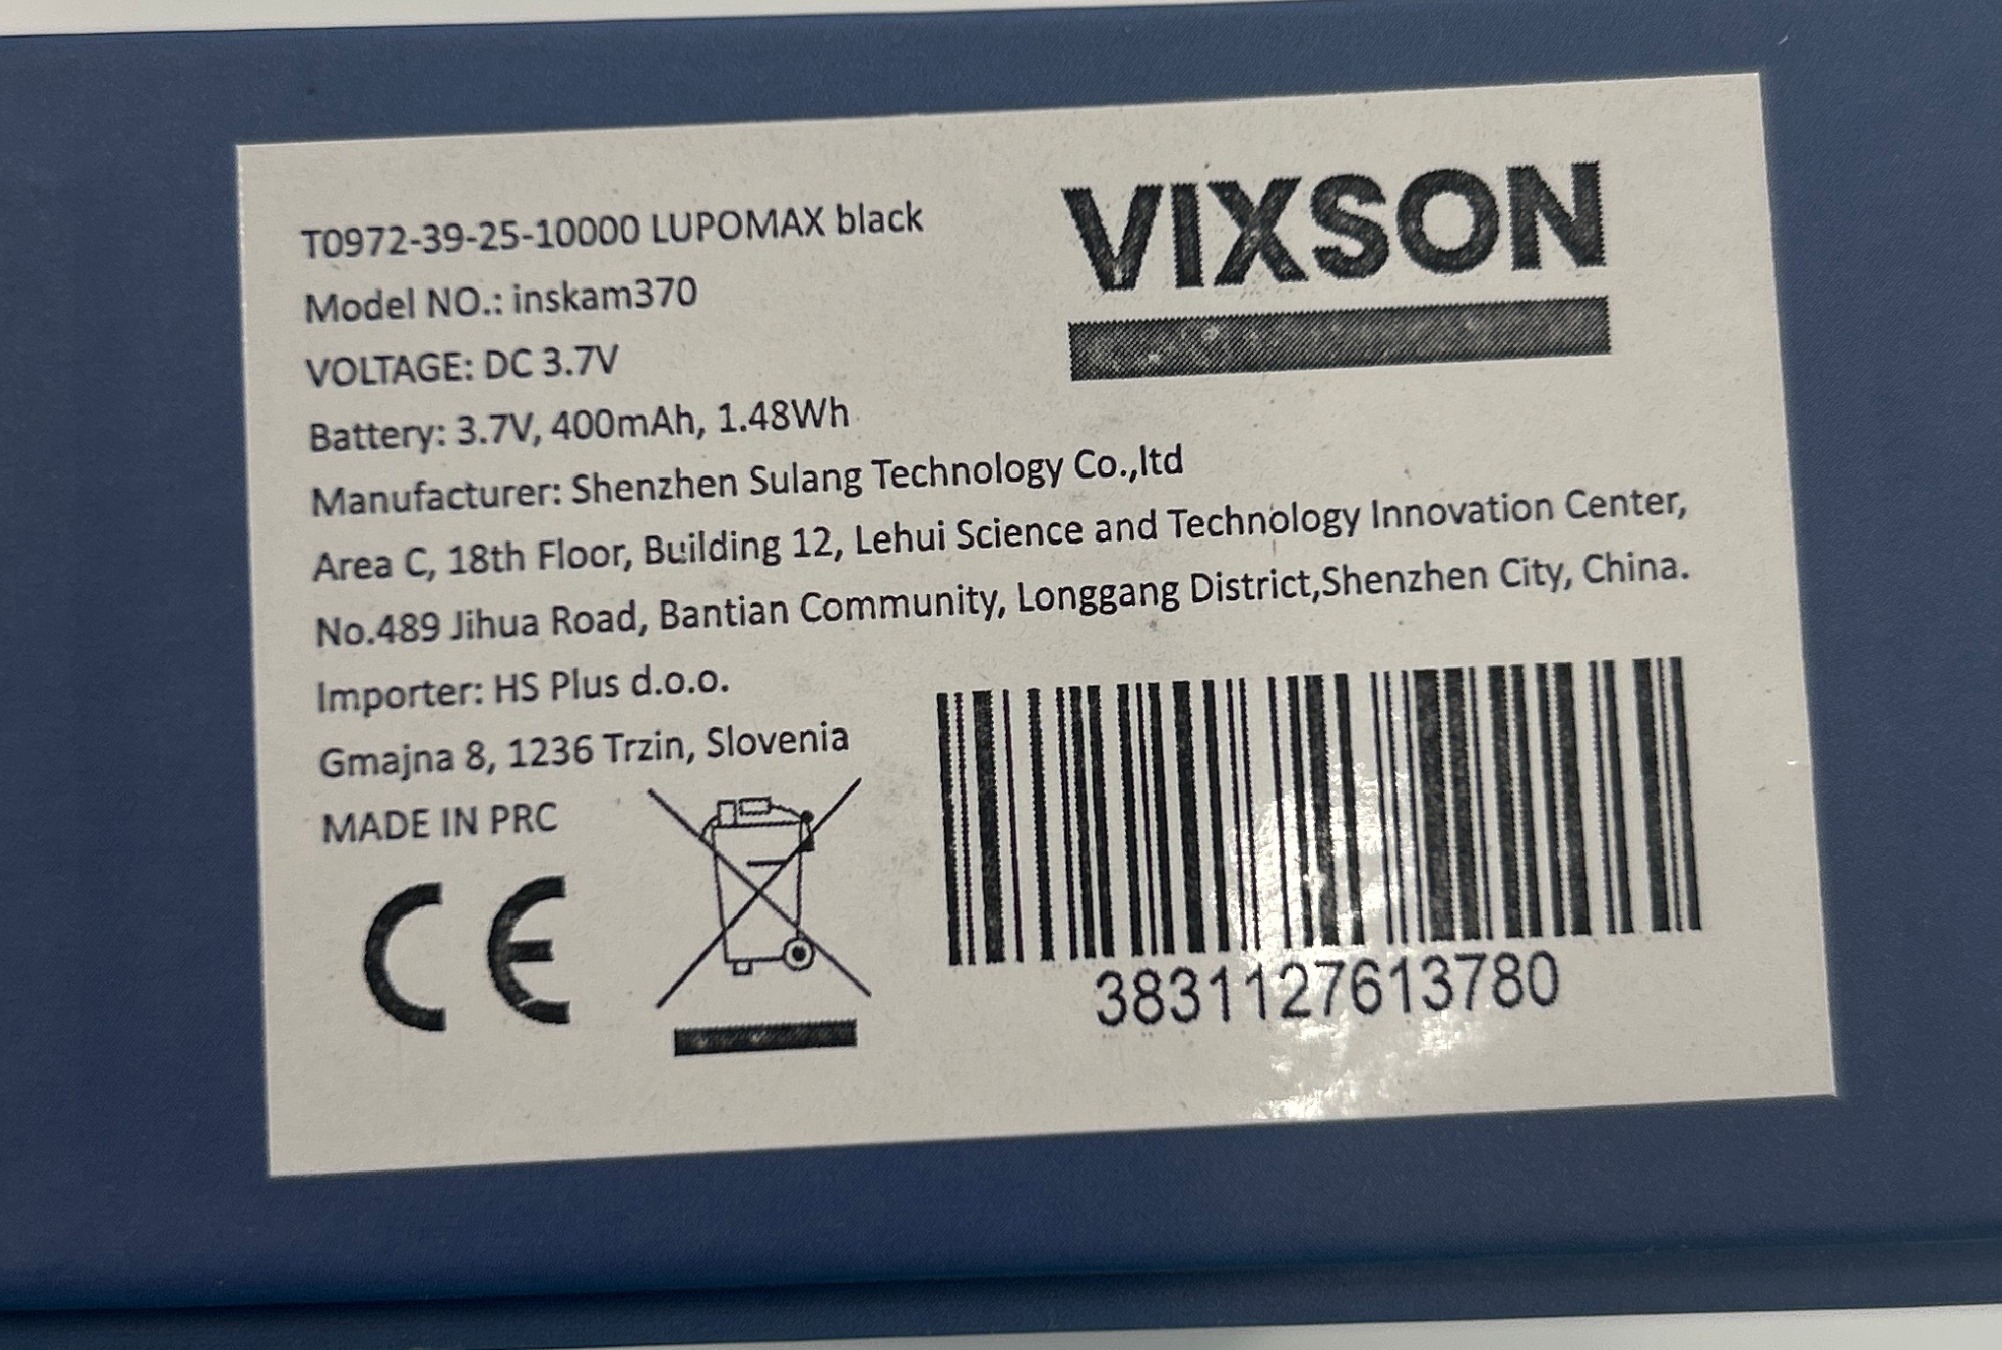 T0972-39-25-10000 LUPOMAX black
VIXSON
Model NO.: inskam370
VOLTAGE: DC 3.7V
Battery: 3.7V, 400mAh, 1.48Wh
Manufacturer: Shenzhen Sulang Technology Co.,ltd
Area C, 18th Floor, Building 12, Lehui Science and Technology Innovation Center,
No.489 Jihua Road, Bantian Community, Longgang District,Shenzhen City, China.
Importer: HS Plus d.o.o.
Gmajna 8, 1236 Trzin, Slovenia
MADE IN PRC
CE
3831127613780